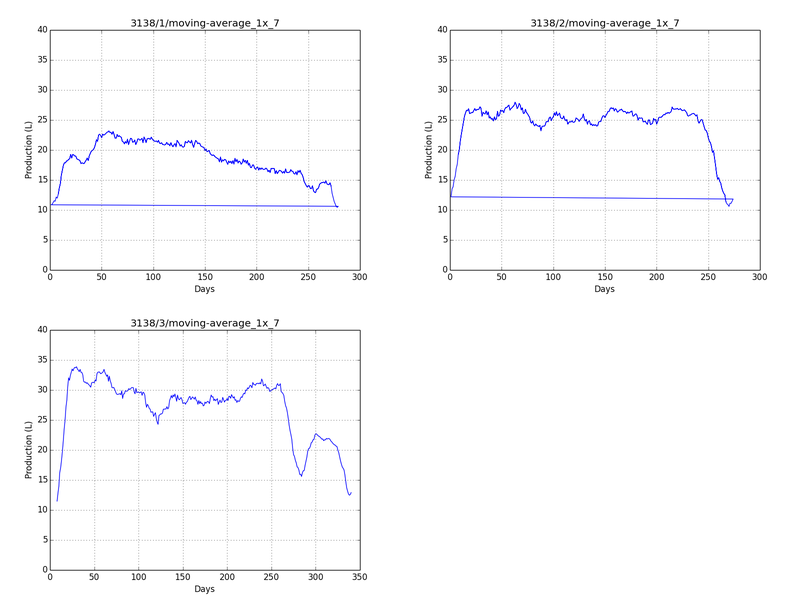 3138/1/moving-average_1x_7
40
35
30
25
20
15
10
5
0
Production (L)
0 50 100 150 200 250 300
Days
3138/2/moving-average_1x_7
40
35
30
25
20
15
10
5
0
Production (L)
0 50 100 150 200 250 300
Days
3138/3/moving-average_1x_7
40
35
30
25
20
15
10
5
0
Production (L)
0 50 100 150 200 250 300 350
Days